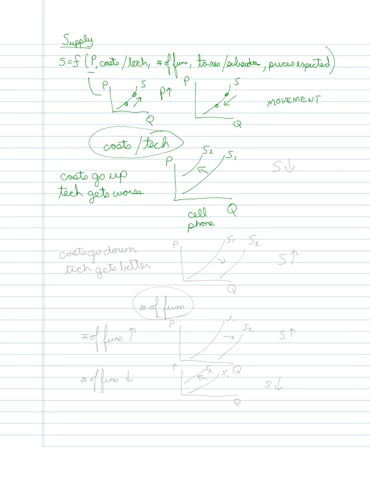 Supply
S = f (P, costs/tech, # of firms, taxes/subsidies, prices expected)
P S P↑ P S
Q Q MOVEMENT
costs/tech
P S2 S1 S↓
costs go up
tech gets worse
cell phone Q
P S1 S2
costs go down S↑
tech gets better
Q
# of firms
P S1
# of firms ↑ S2 S↑
Q
P S2 S1
# of firms ↓ S↓
Q